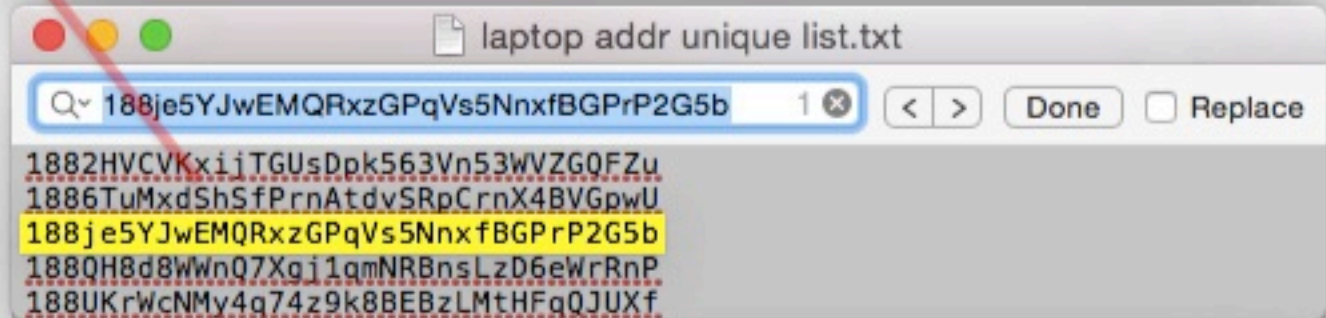 laptop addr unique list.txt
188je5YJwEMQRxzGPqVs5NnxfBGPrP2G5b 1 < > Done Replace
1882HVCVKxijTGUsDpk563Vn53WVZGQFZu
1886TuMxdShSfPrnAtdvSRpCrnX4BVGpwU
188je5YJwEMQRxzGPqVs5NnxfBGPrP2G5b
188QH8d8WWnQ7Xgj1qmNRBnsLzD6eWrRnP
188UKrWcNMy4q74z9k8BEBzLMtHFqQJUXf